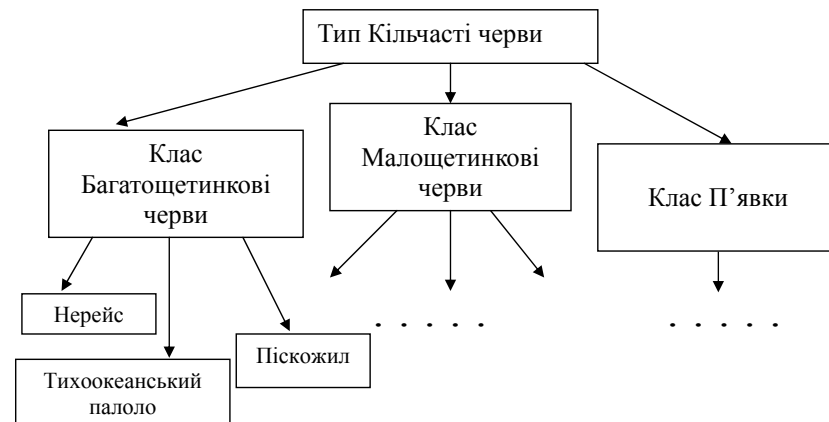 Тип Кільчасті черви
Клас
Багатощетинкові
черви
Клас
Малощетинкові
черви
Клас П’явки
Нерейс
Тихоокеанський
палоло
Піскожил
. . . . .
. . . . .